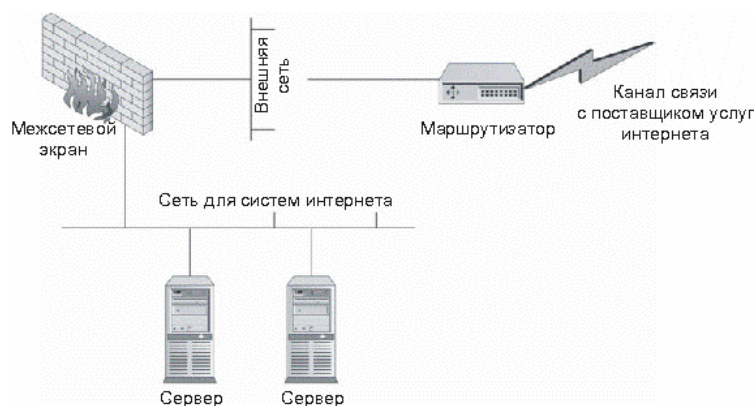 Внешняя
сеть
Межсетевой
экран
Маршрутизатор
Канал связи
с поставщиком услуг
интернета
Сеть для систем интернета
Сервер
Сервер